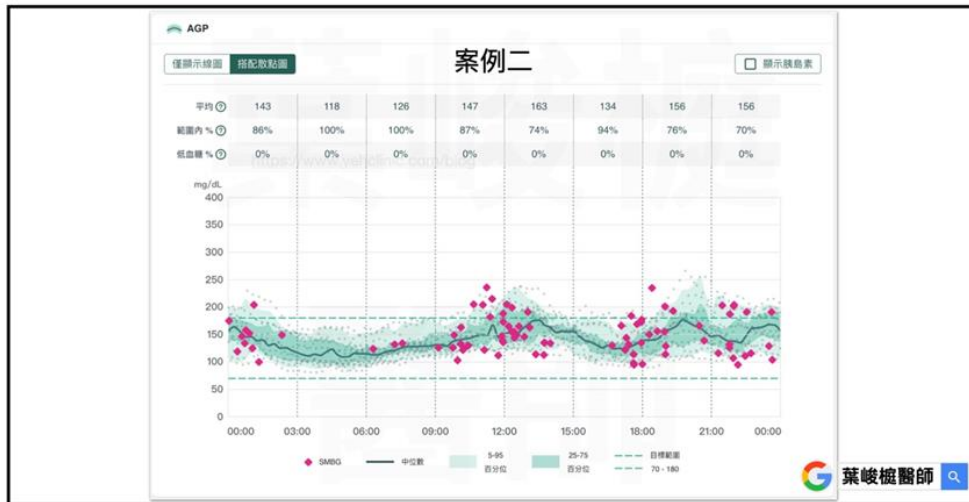 AGP
僅顯示線圖 搭配散點圖 案例二 顯示胰島素
平均 ? 143 118 126 147 163 134 156 156
範圍內 % ? 86% 100% 100% 87% 74% 94% 76% 70%
低血糖 % ? 0% 0% 0% 0% 0% 0% 0% 0%
mg/dL
400
350
300
250
200
150
100
50
0
00:00 03:00 06:00 09:00 12:00 15:00 18:00 21:00 00:00
SMBG 中位數 5-95 百分位 25-75 百分位 目標範圍 70 - 180
葉峻榳醫師